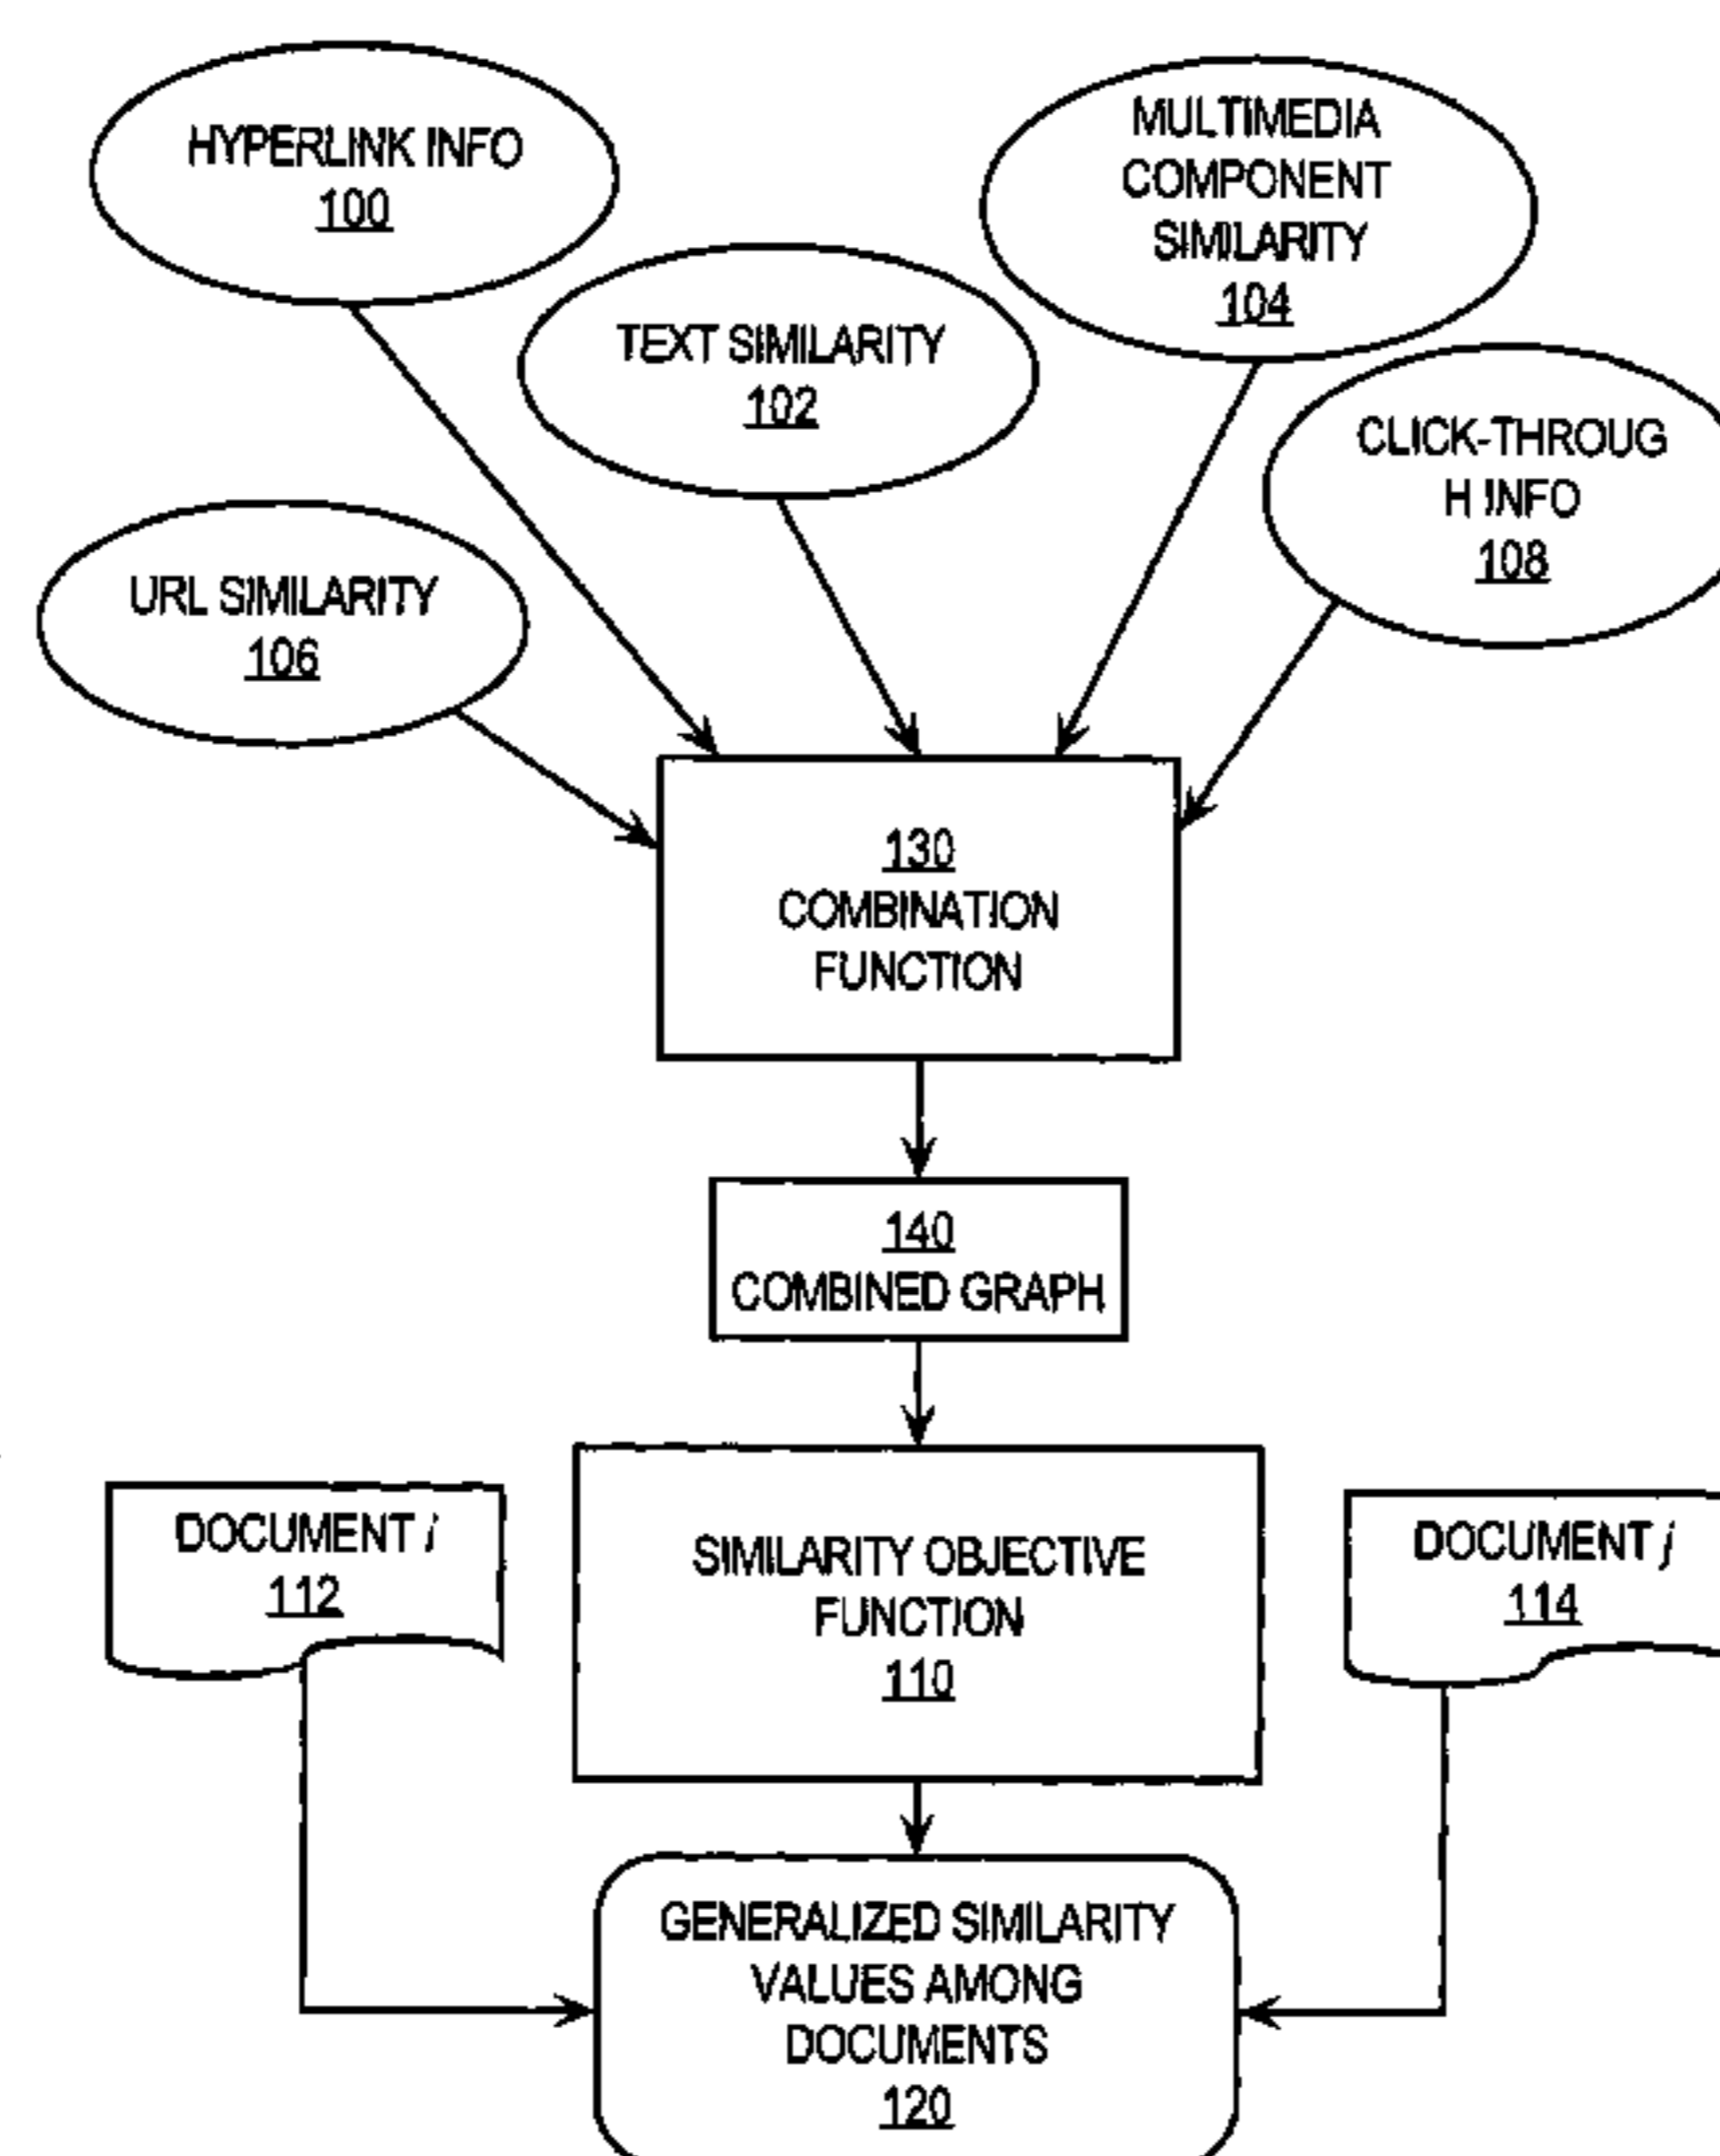 HYPERLINK INFO
100
MULTIMEDIA
COMPONENT
SIMILARITY
104
TEXT SIMILARITY
102
CLICK-THROUG
H INFO
108
URL SIMILARITY
106
130
COMBINATION
FUNCTION
140
COMBINED GRAPH
DOCUMENT i
112
SIMILARITY OBJECTIVE
FUNCTION
110
DOCUMENT j
114
GENERALIZED SIMILARITY
VALUES AMONG
DOCUMENTS
120